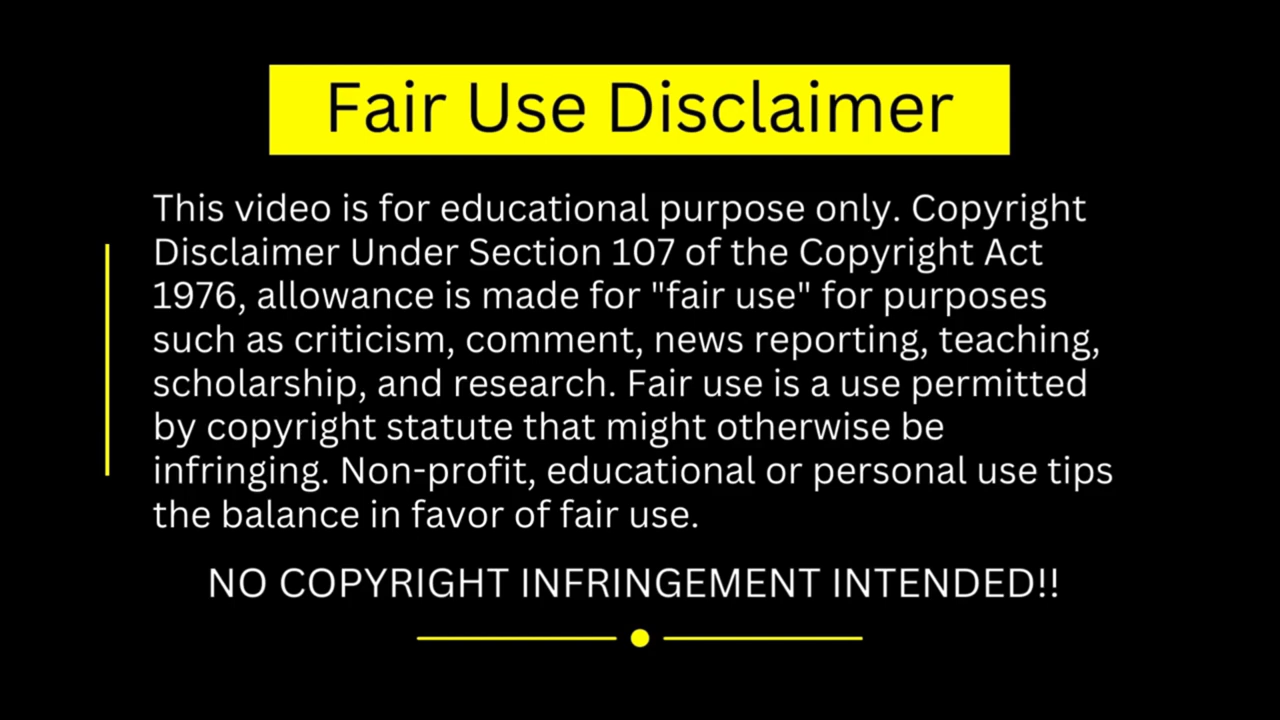 Fair Use Disclaimer
This video is for educational purpose only. Copyright
Disclaimer Under Section 107 of the Copyright Act
1976, allowance is made for "fair use" for purposes
such as criticism, comment, news reporting, teaching,
scholarship, and research. Fair use is a use permitted
by copyright statute that might otherwise be
infringing. Non-profit, educational or personal use tips
the balance in favor of fair use.
NO COPYRIGHT INFRINGEMENT INTENDED!!